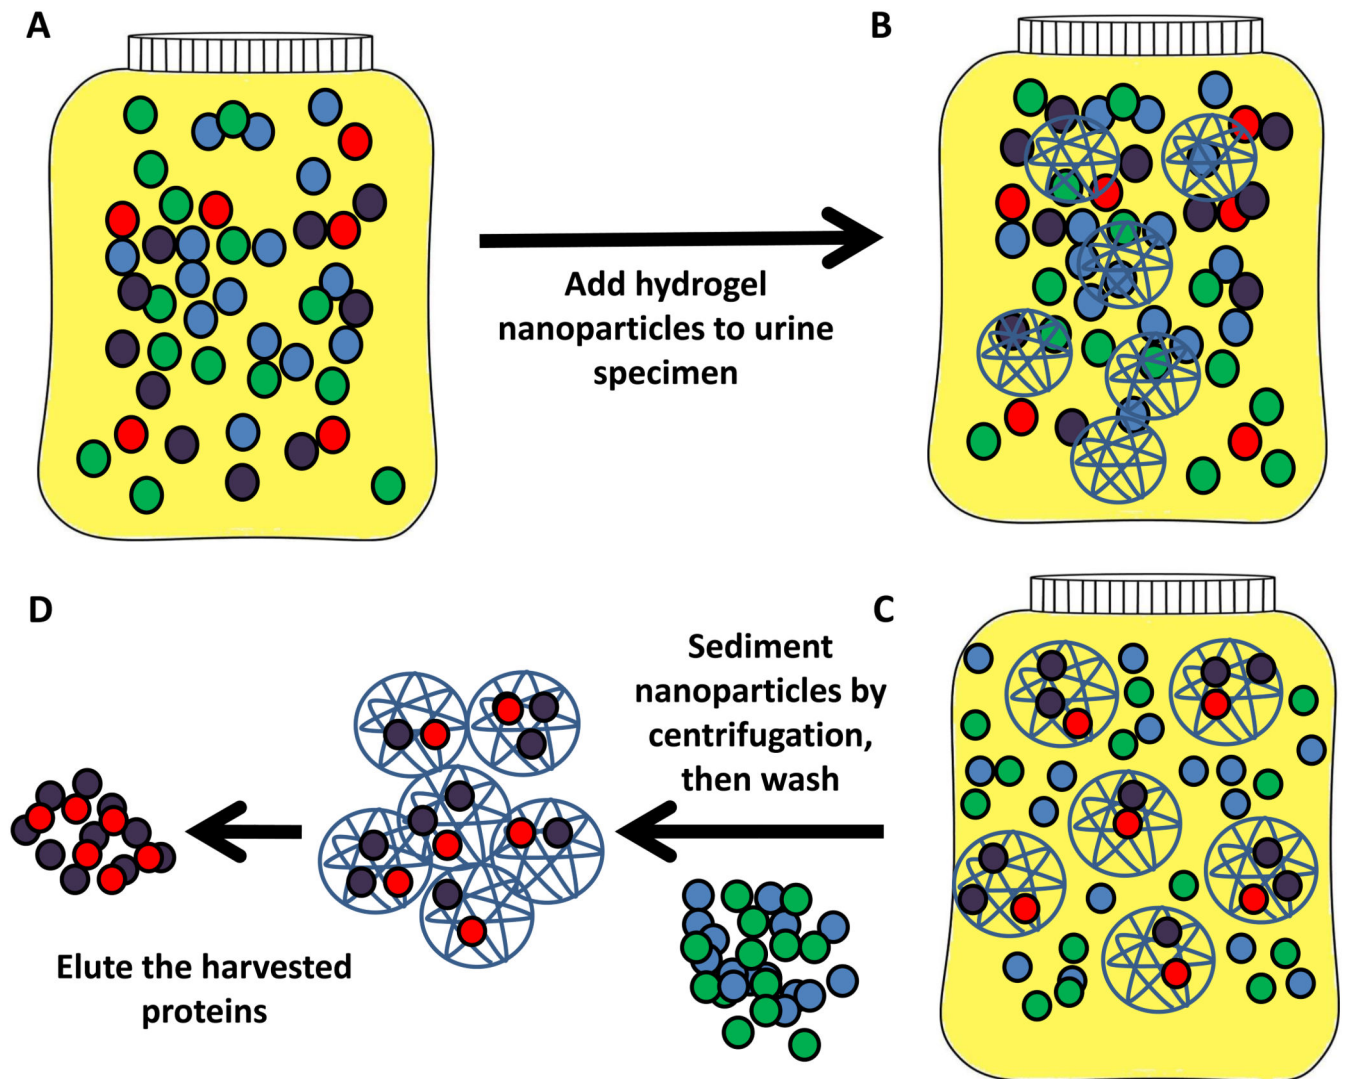 A
B
Add hydrogel
nanoparticles to urine
specimen
D
C
Sediment
nanoparticles by
centrifugation,
then wash
Elute the harvested
proteins